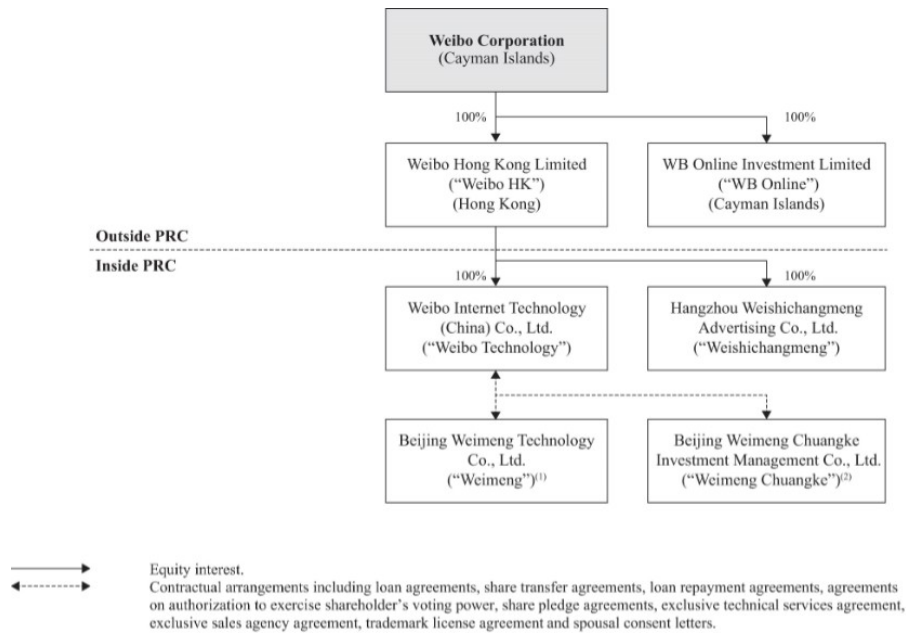 Weibo Corporation
(Cayman Islands)
100%
100%
Weibo Hong Kong Limited
(“Weibo HK”)
(Hong Kong)
WB Online Investment Limited
(“WB Online”)
(Cayman Islands)
Outside PRC
Inside PRC
100%
100%
Weibo Internet Technology
(China) Co., Ltd.
(“Weibo Technology”)
Hangzhou Weishichangmeng
Advertising Co., Ltd.
(“Weishichangmeng”)
Beijing Weimeng Technology
Co., Ltd.
(“Weimeng”)(1)
Beijing Weimeng Chuangke
Investment Management Co., Ltd.
(“Weimeng Chuangke”)(2)
Equity interest.
Contractual arrangements including loan agreements, share transfer agreements, loan repayment agreements, agreements
on authorization to exercise shareholder’s voting power, share pledge agreements, exclusive technical services agreement,
exclusive sales agency agreement, trademark license agreement and spousal consent letters.